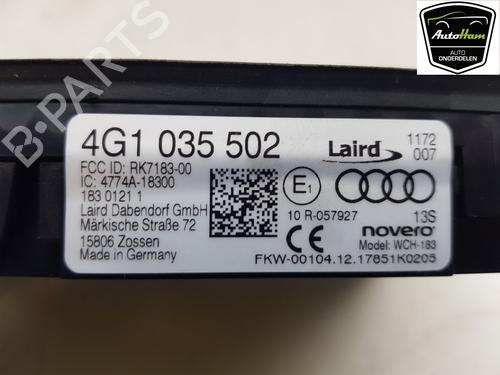 AutoHam
AUTO
ONDERDELEN
B-PARTS
4G1 035 502
Laird
1172
007
FCC ID: RK7183-00
IC: 4774A-18300
183 0121 1
Laird Dabendorf GmbH
Märkische Straße 72
15806 Zossen
Made in Germany
E1
10 R-057927
13S
novero
Model: WCH-183
CE
FKW-00104.12.17851K0205